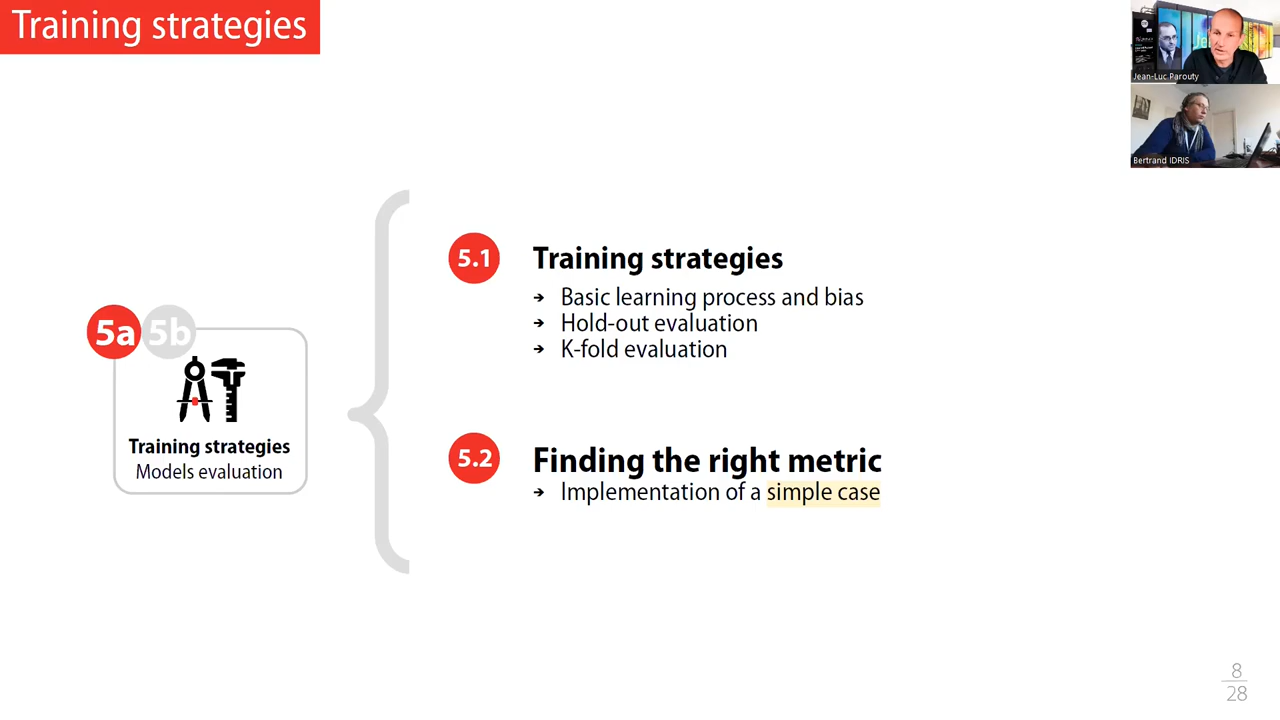 Training strategies
Jean-Luc Parouty
Bertrand IDRIS
5a 5b
Training strategies
Models evaluation
5.1 Training strategies
➔ Basic learning process and bias
➔ Hold-out evaluation
➔ K-fold evaluation
5.2 Finding the right metric
➔ Implementation of a simple case
8
28